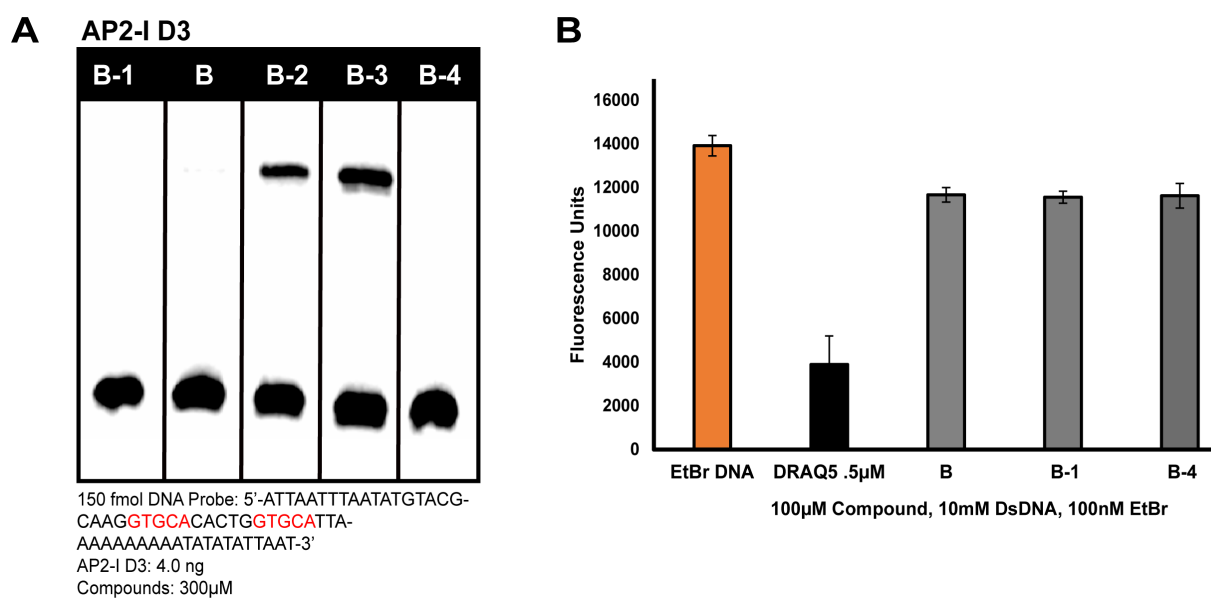 A
AP2-I D3
B-1 B B-2 B-3 B-4
150 fmol DNA Probe: 5’-ATTAATTTAATATGTACG-
CAAGGTGCACACTGGTGCATTA-
AAAAAAAAATATATATTAAT-3’
AP2-I D3: 4.0 ng
Compounds: 300µM
B
Fluorescence Units
16000
14000
12000
10000
8000
6000
4000
2000
0
EtBr DNA DRAQ5 .5µM B B-1 B-4
100µM Compound, 10mM DsDNA, 100nM EtBr